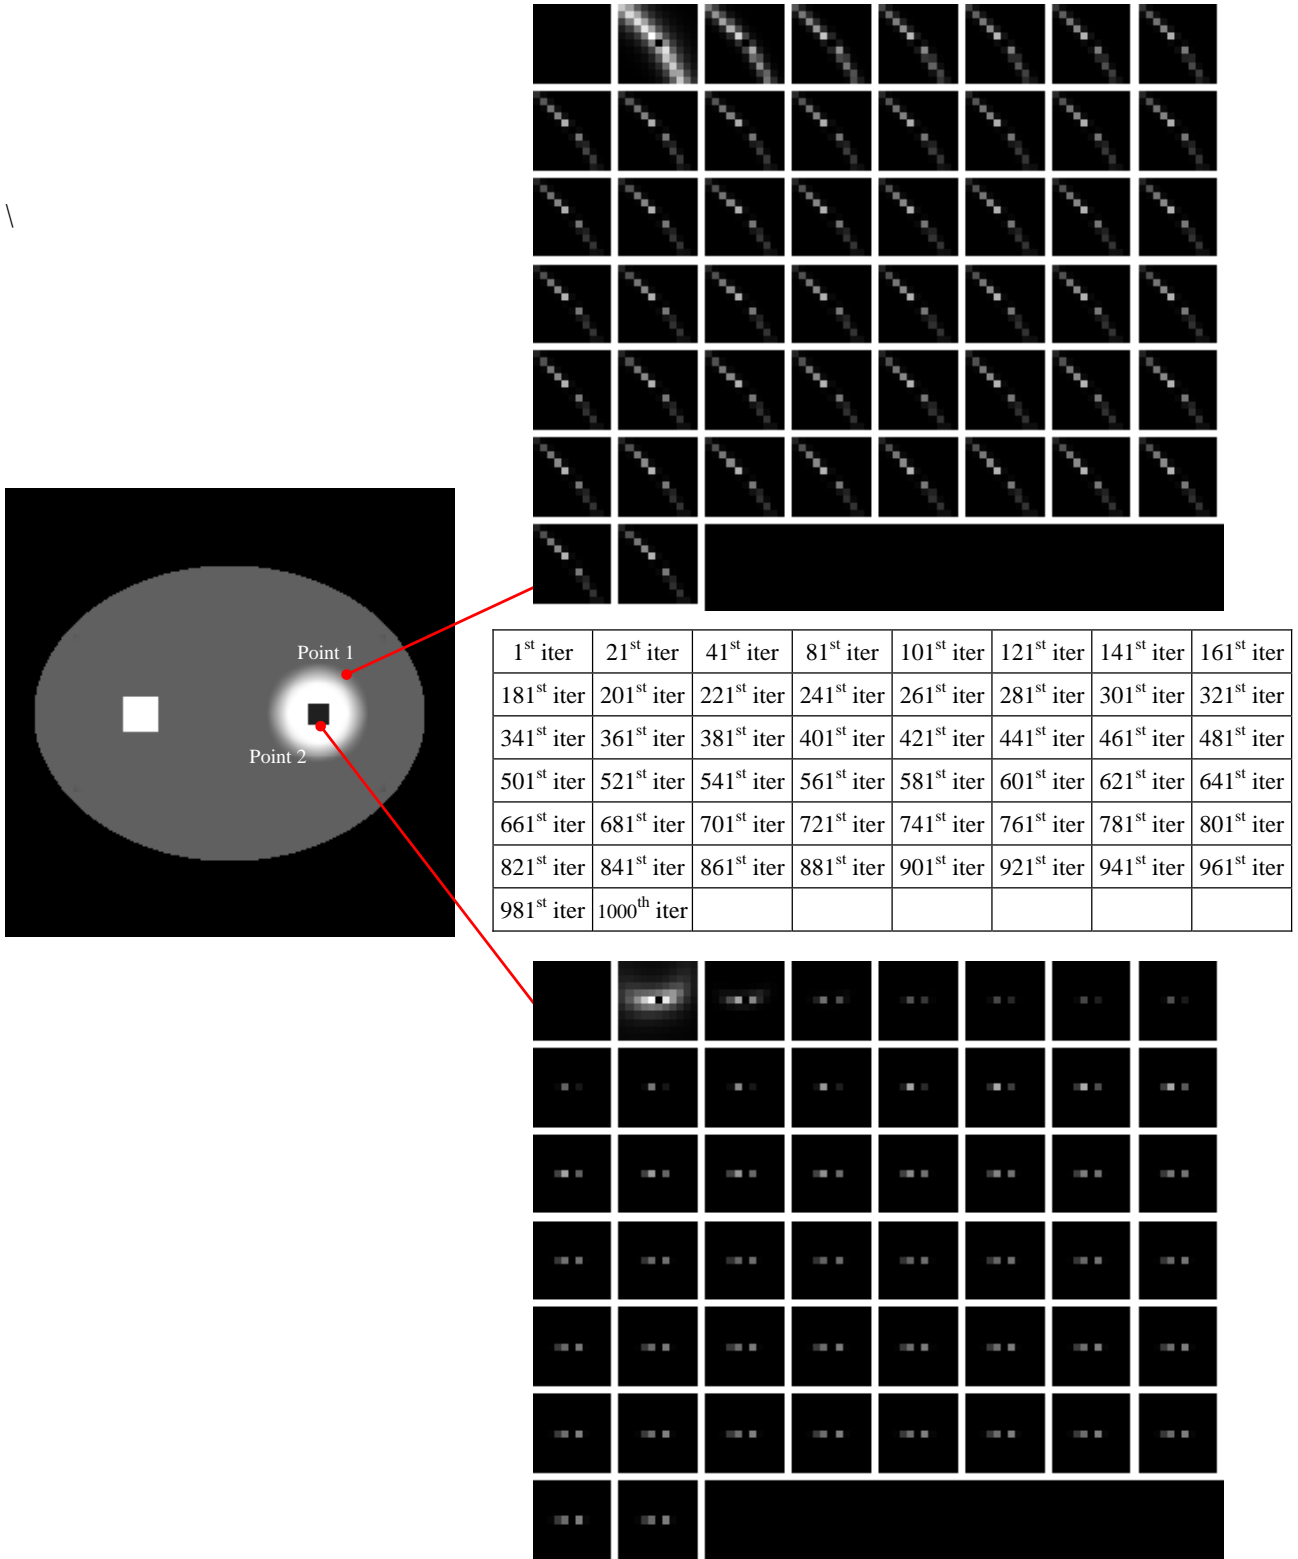 \
Point 1
Point 2
1st iter 21st iter 41st iter 81st iter 101st iter 121st iter 141st iter 161st iter
181st iter 201st iter 221st iter 241st iter 261st iter 281st iter 301st iter 321st iter
341st iter 361st iter 381st iter 401st iter 421st iter 441st iter 461st iter 481st iter
501st iter 521st iter 541st iter 561st iter 581st iter 601st iter 621st iter 641st iter
661st iter 681st iter 701st iter 721st iter 741st iter 761st iter 781st iter 801st iter
821st iter 841st iter 861st iter 881st iter 901st iter 921st iter 941st iter 961st iter
981st iter 1000th iter